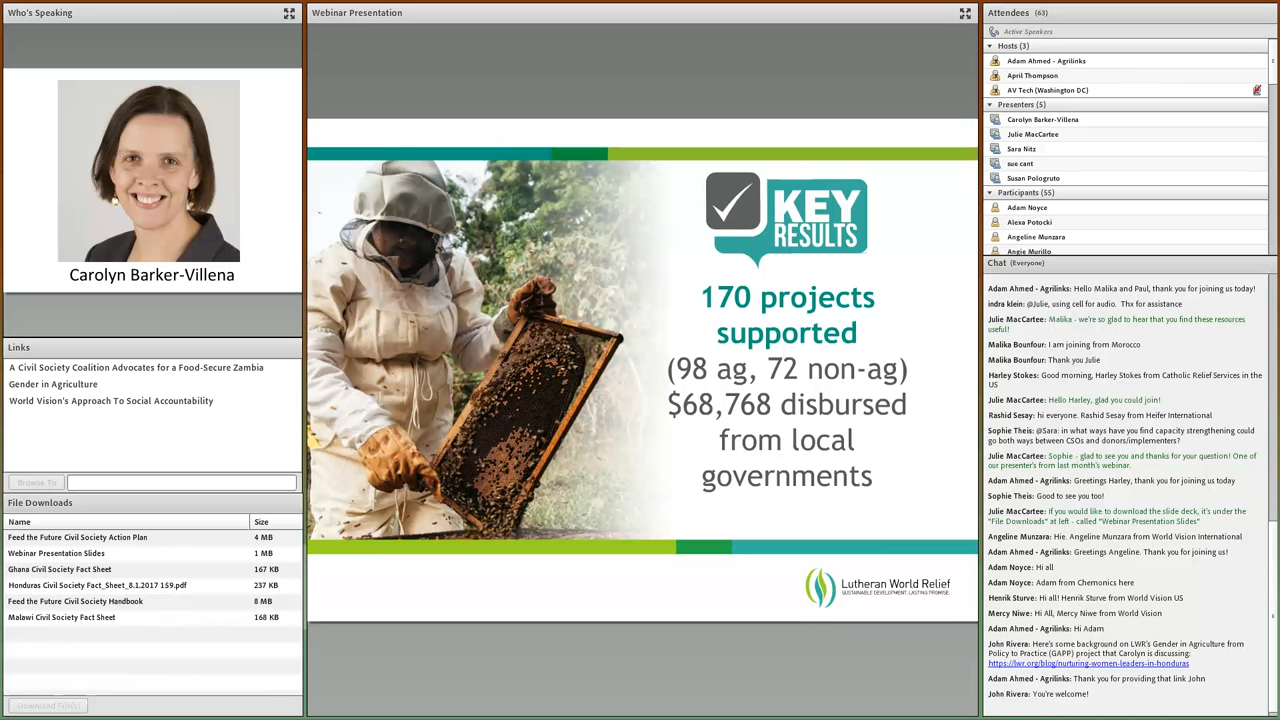 Who's Speaking
Carolyn Barker-Villena
Links
A Civil Society Coalition Advocates for a Food-Secure Zambia
Gender in Agriculture
World Vision's Approach To Social Accountability
Browse To
File Downloads
Name Size
Feed the Future Civil Society Action Plan 4 MB
Webinar Presentation Slides 1 MB
Ghana Civil Society Fact Sheet 167 KB
Honduras Civil Society Fact_Sheet_8.1.2017 159.pdf 237 KB
Feed the Future Civil Society Handbook 8 MB
Malawi Civil Society Fact Sheet 168 KB
Download File(s)
Webinar Presentation
KEY
RESULTS
170 projects
supported
(98 ag, 72 non-ag)
$68,768 disbursed
from local
governments
Lutheran World Relief
SUSTAINABLE DEVELOPMENT. LASTING PROMISE.
Attendees (63)
Active Speakers
Hosts (3)
Adam Ahmed - Agrilinks
April Thompson
AV Tech (Washington DC)
Presenters (5)
Carolyn Barker-Villena
Julie MacCartee
Sara Nitz
sue cant
Susan Pologruto
Participants (55)
Adam Noyce
Alexa Potocki
Angeline Munzara
Angie Murillo
Chat (Everyone)
Adam Ahmed - Agrilinks: Hello Malika and Paul, thank you for joining us today!
indra klein: @Julie, using cell for audio. Thx for assistance
Julie MacCartee: Malika - we're so glad to hear that you find these resources
useful!
Malika Bounfour: I am joining from Morocco
Malika Bounfour: Thank you Julie
Harley Stokes: Good morning, Harley Stokes from Catholic Relief Services in the
US
Julie MacCartee: Hello Harley, glad you could join!
Rashid Sesay: hi everyone. Rashid Sesay from Heifer International
Sophie Theis: @Sara: in what ways have you find capacity strengthening could
go both ways between CSOs and donors/implementers?
Julie MacCartee: Sophie - glad to see you and thanks for your question! One of
our presenter's from last month's webinar.
Adam Ahmed - Agrilinks: Greetings Harley, thank you for joining us today
Sophie Theis: Good to see you too!
Julie MacCartee: If you would like to download the slide deck, it's under the
"File Downloads" at left - called "Webinar Presentation Slides"
Angeline Munzara: Hie. Angeline Munzara from World Vision International
Adam Ahmed - Agrilinks: Greetings Angeline. Thank you for joining us!
Adam Noyce: Hi all
Adam Noyce: Adam from Chemonics here
Henrik Sturve: Hi all! Henrik Sturve from World Vision US
Mercy Niwe: Hi All, Mercy Niwe from World Vision
Adam Ahmed - Agrilinks: Hi Adam
John Rivera: Here's some background on LWR's Gender in Agriculture from
Policy to Practice (GAPP) project that Carolyn is discussing:
https://lwr.org/blog/nurturing-women-leaders-in-honduras
Adam Ahmed - Agrilinks: Thank you for providing that link John
John Rivera: You're welcome!